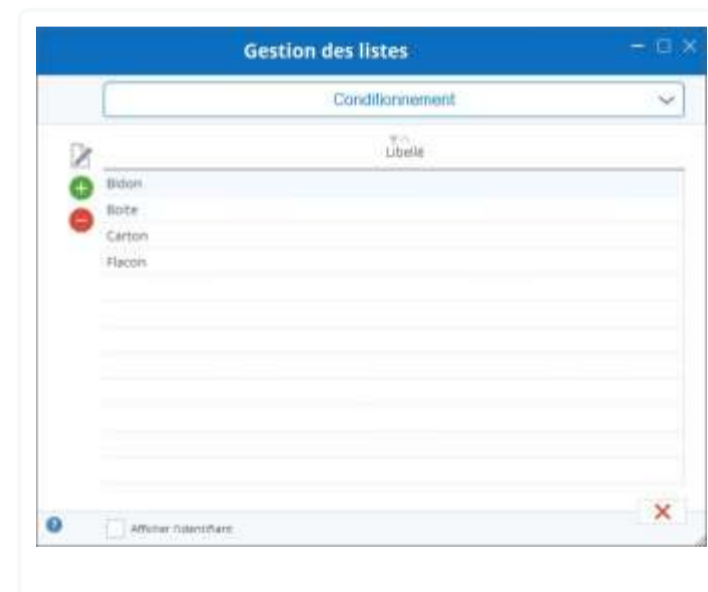 Gestion des listes
Conditionnement
Libellé
Bidon
Boite
Carton
Flacon
Afficher l'identifiant